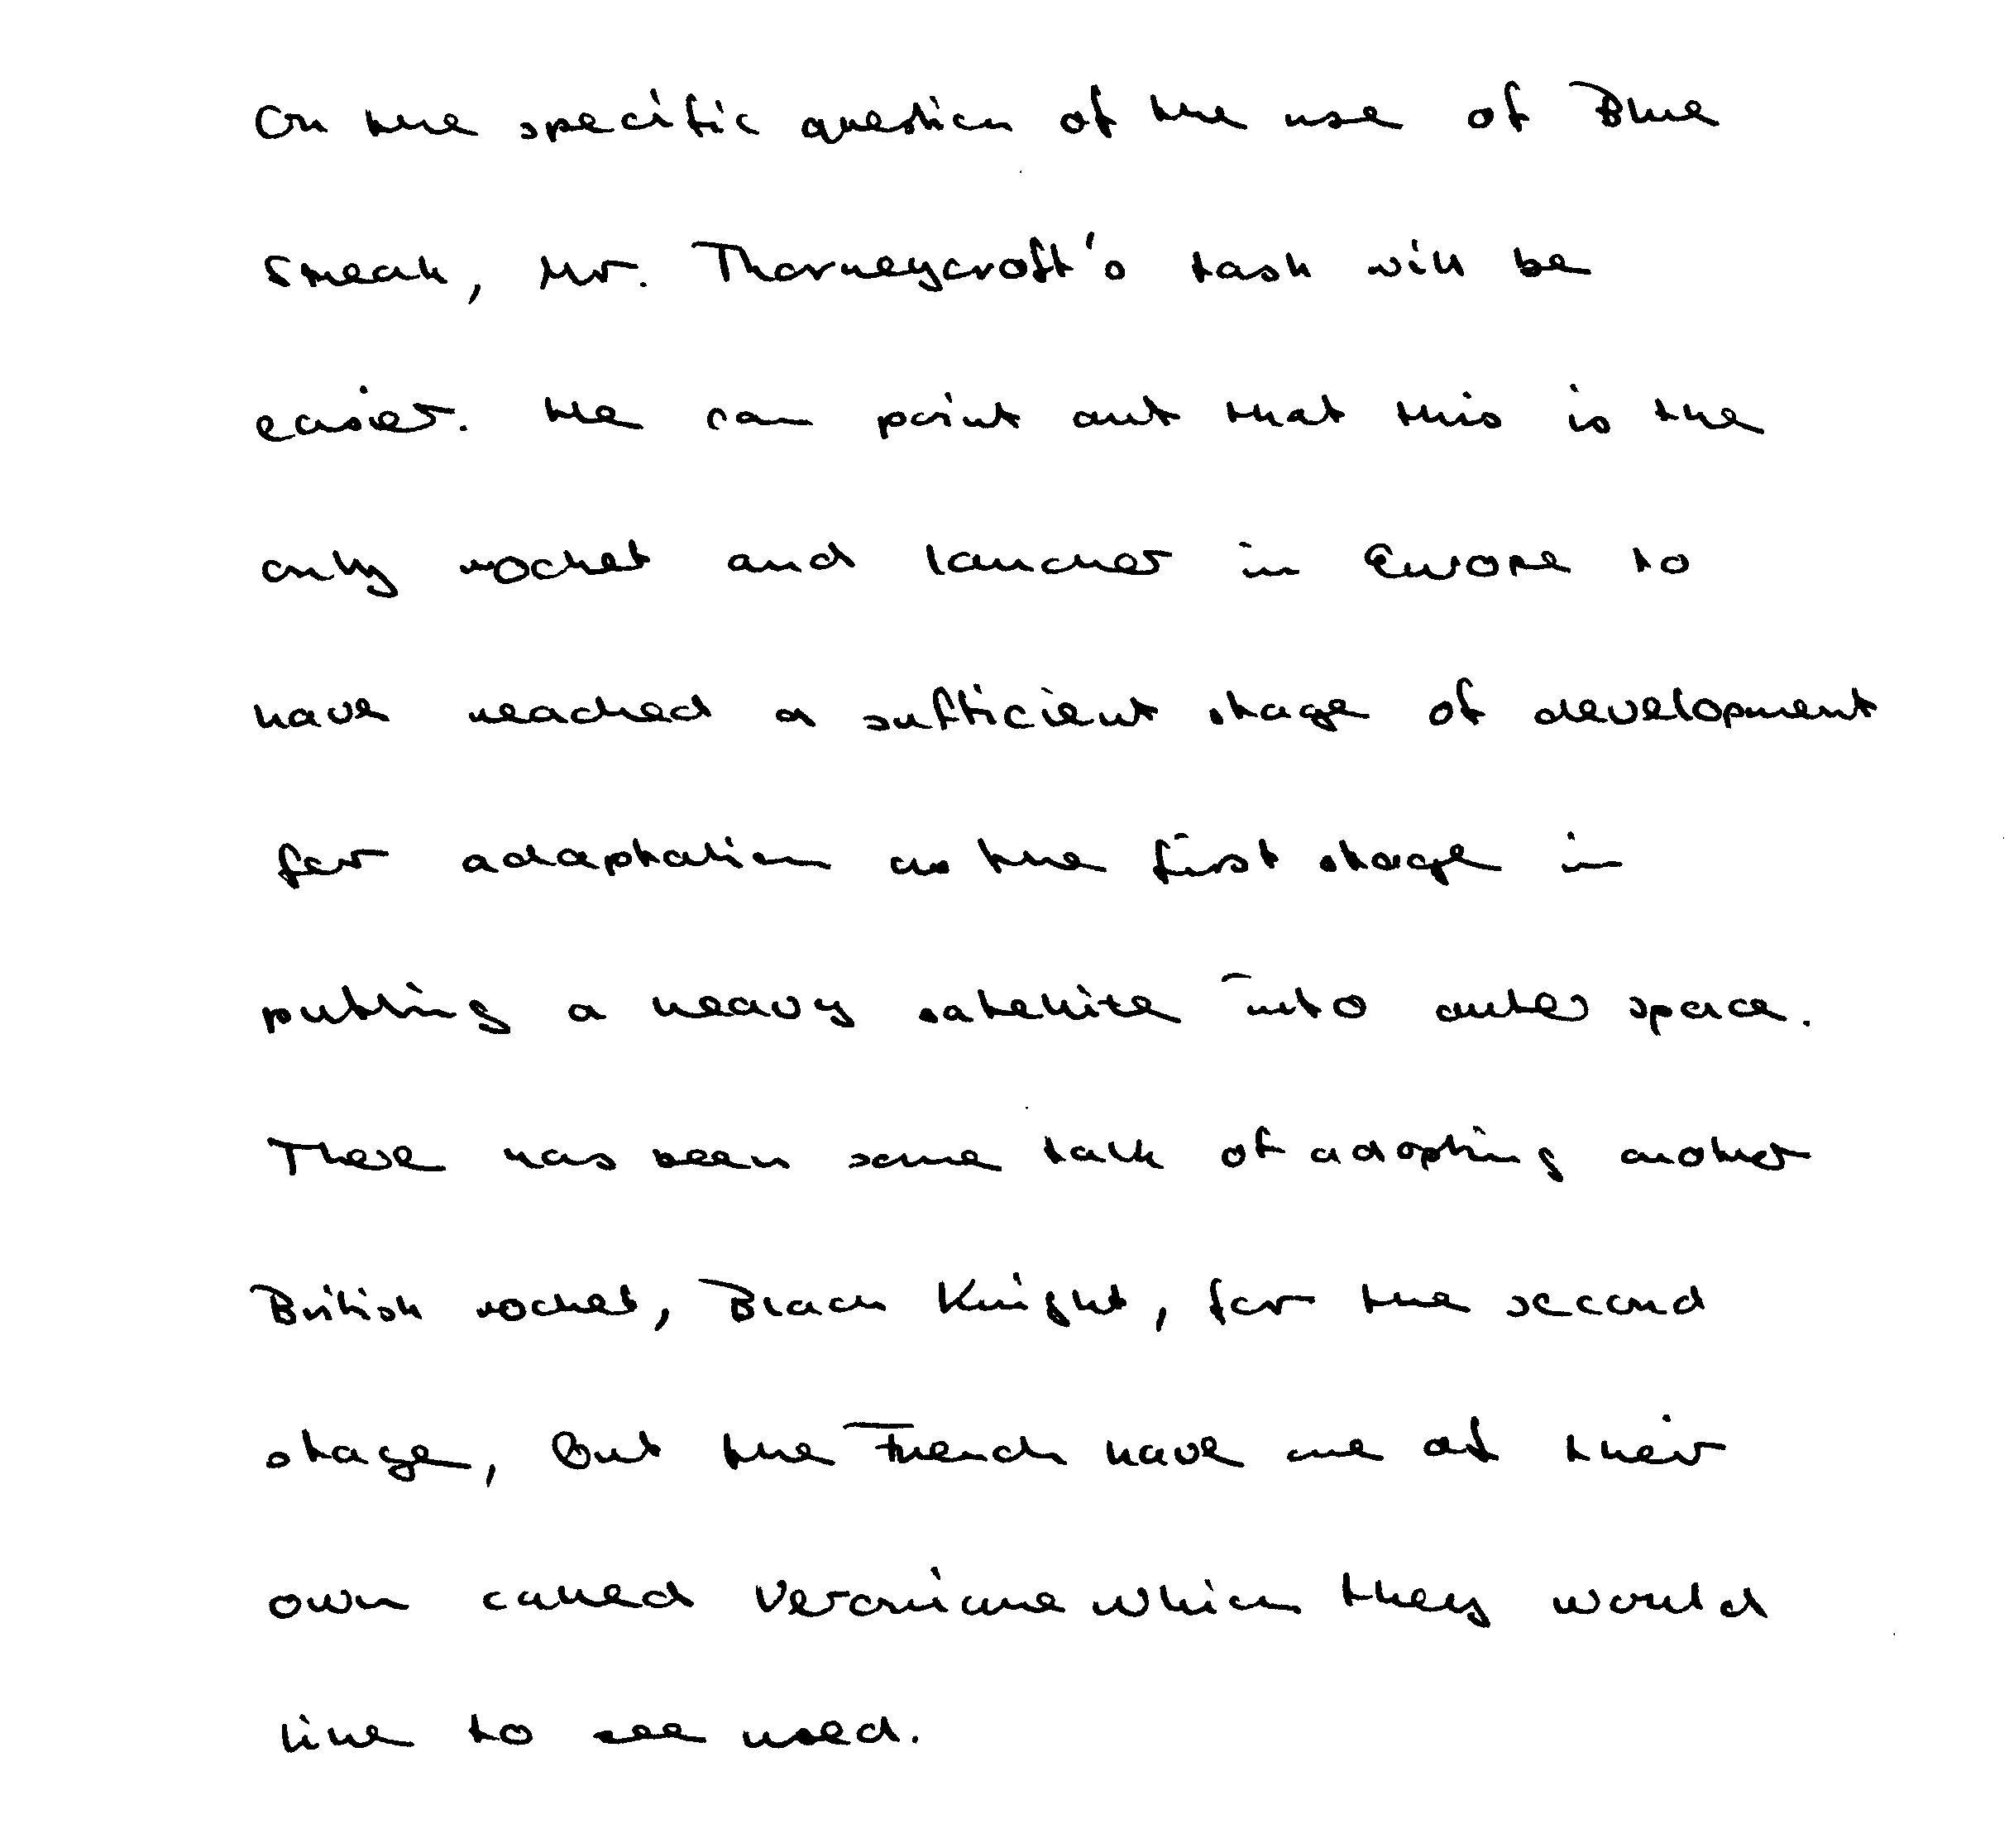 On the specific question of the use of Blue
Streak, Mr. Thorneycroft's task will be
easier. He can point out that this is the
only rocket and launcher in Europe to
have reached a sufficient stage of development
for adaptation as the first stage in
putting a heavy satellite into outer space.
There has been some talk of adopting another
British rocket, Black Knight, for the second
stage, but the French have one of their
own called Veronique which they would
like to see used.